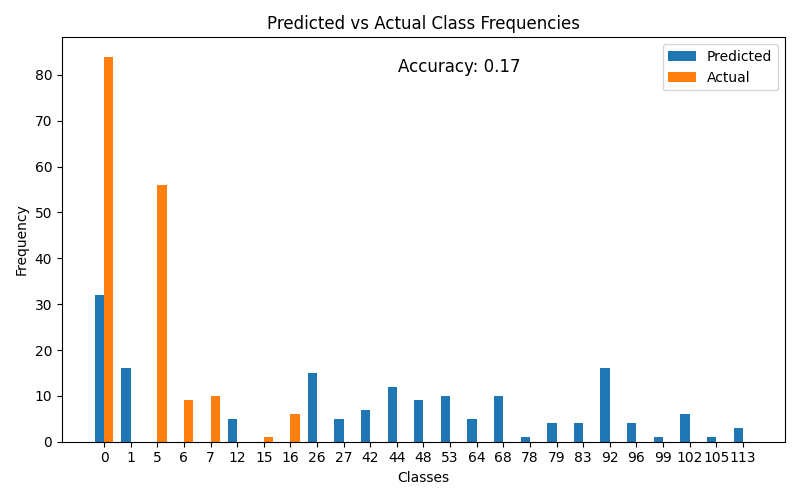 Predicted vs Actual Class Frequencies
Accuracy: 0.17
Predicted
Actual
Frequency
80
70
60
50
40
30
20
10
0
0 1 5 6 7 12 15 16 26 27 42 44 48 53 64 68 78 79 83 92 96 99 102 105 113
Classes